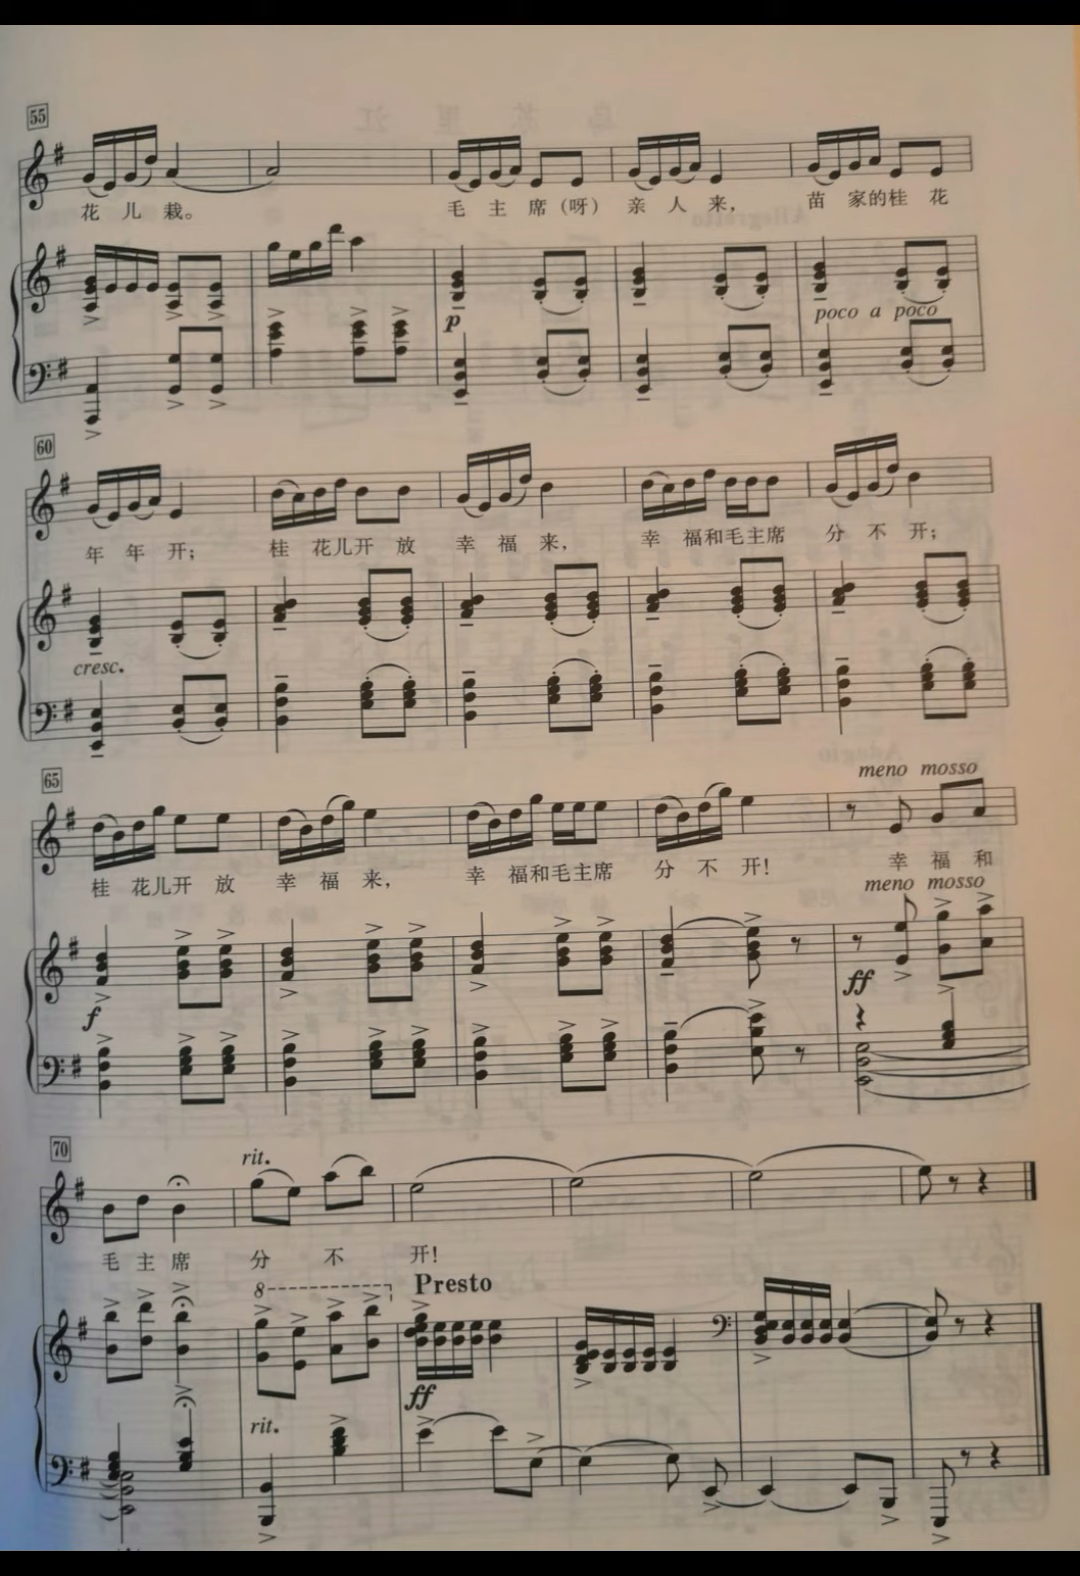 55
花 儿 栽。 毛 主 席 (呀) 亲 人 来, 苗 家的桂 花
p poco a poco
60
年 年 开; 桂 花儿开 放 幸 福 来, 幸 福和毛主席 分 不 开;
cresc.
65
meno mosso
桂 花儿开 放 幸 福 来, 幸 福和毛主席 分 不 开! 幸 福 和
meno mosso
f ff
70
rit.
毛 主 席 分 不 开!
8 Presto
ff
rit.